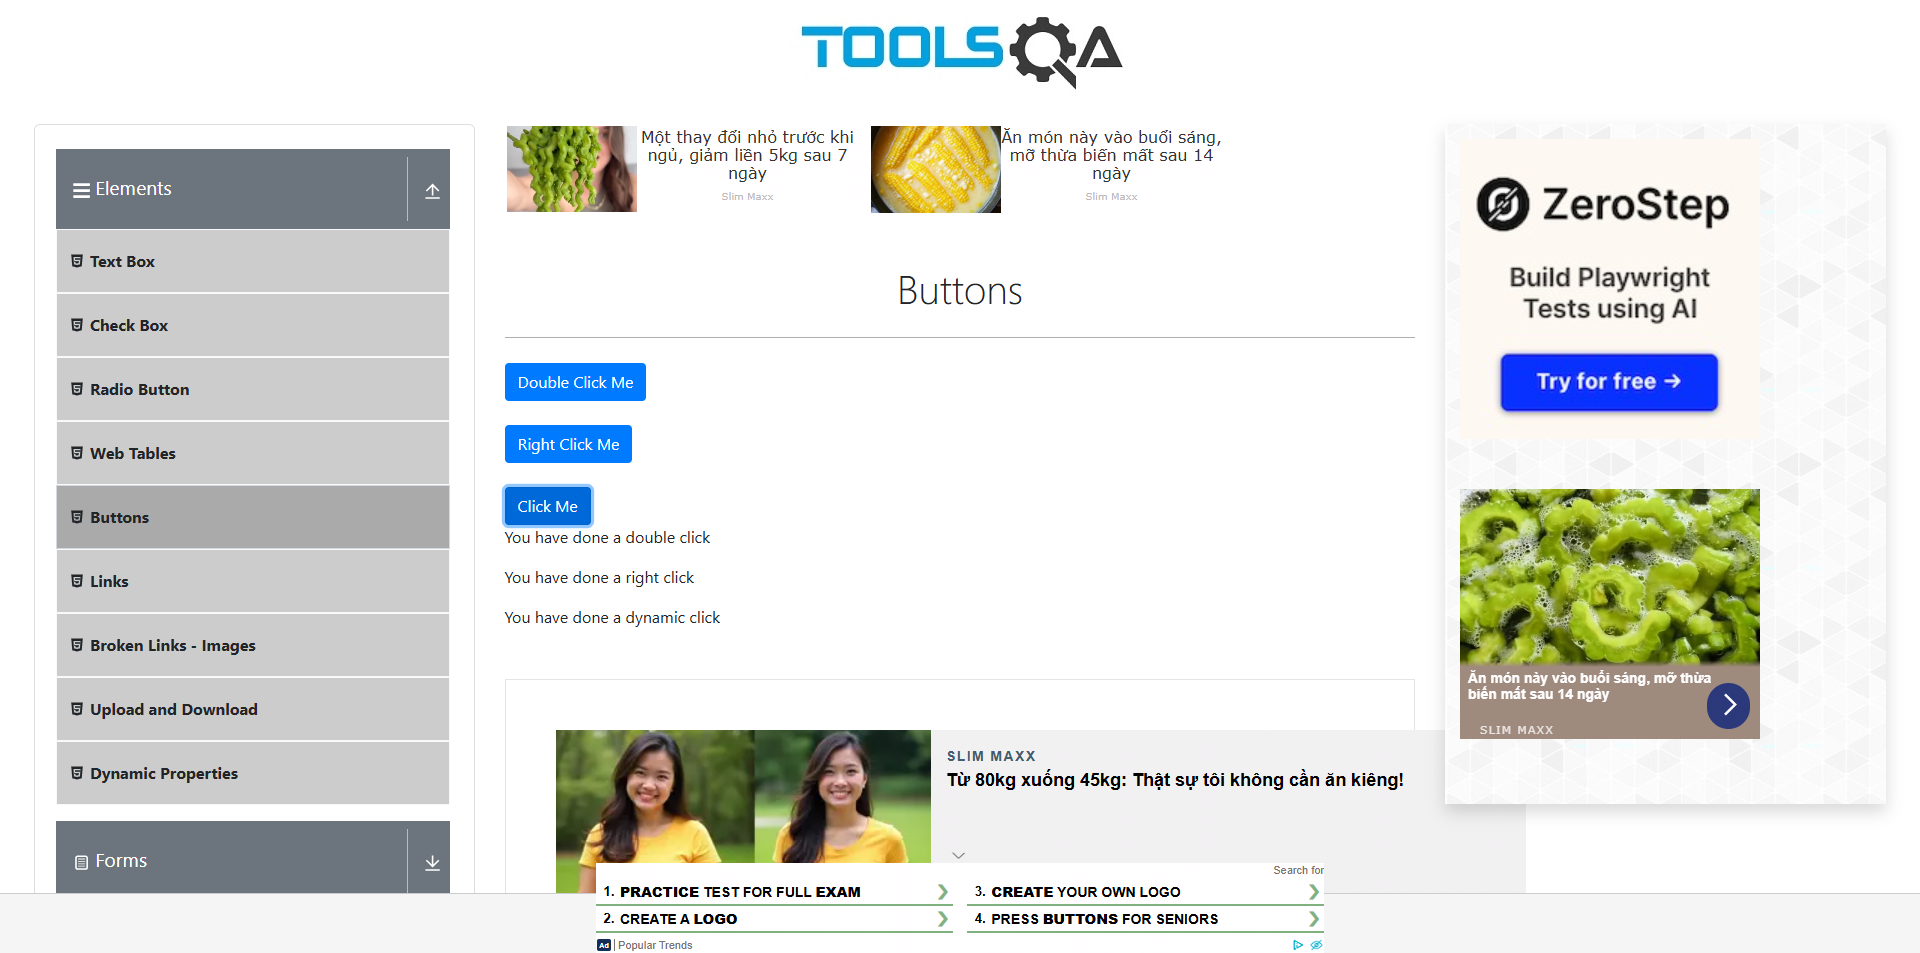 TOOLSQA
Elements
Text Box
Check Box
Radio Button
Web Tables
Buttons
Links
Broken Links - Images
Upload and Download
Dynamic Properties
Forms
Một thay đổi nhỏ trước khi
ngủ, giảm liền 5kg sau 7
ngày
Slim Maxx
Ăn món này vào buổi sáng,
mỡ thừa biến mất sau 14
ngày
Slim Maxx
Buttons
Double Click Me
Right Click Me
Click Me
You have done a double click
You have done a right click
You have done a dynamic click
SLIM MAXX
Từ 80kg xuống 45kg: Thật sự tôi không cần ăn kiêng!
ZeroStep
Build Playwright
Tests using AI
Try for free →
Ăn món này vào buổi sáng, mỡ thừa
biến mất sau 14 ngày
SLIM MAXX
Search for
1. PRACTICE TEST FOR FULL EXAM
2. CREATE A LOGO
3. CREATE YOUR OWN LOGO
4. PRESS BUTTONS FOR SENIORS
Ad | Popular Trends